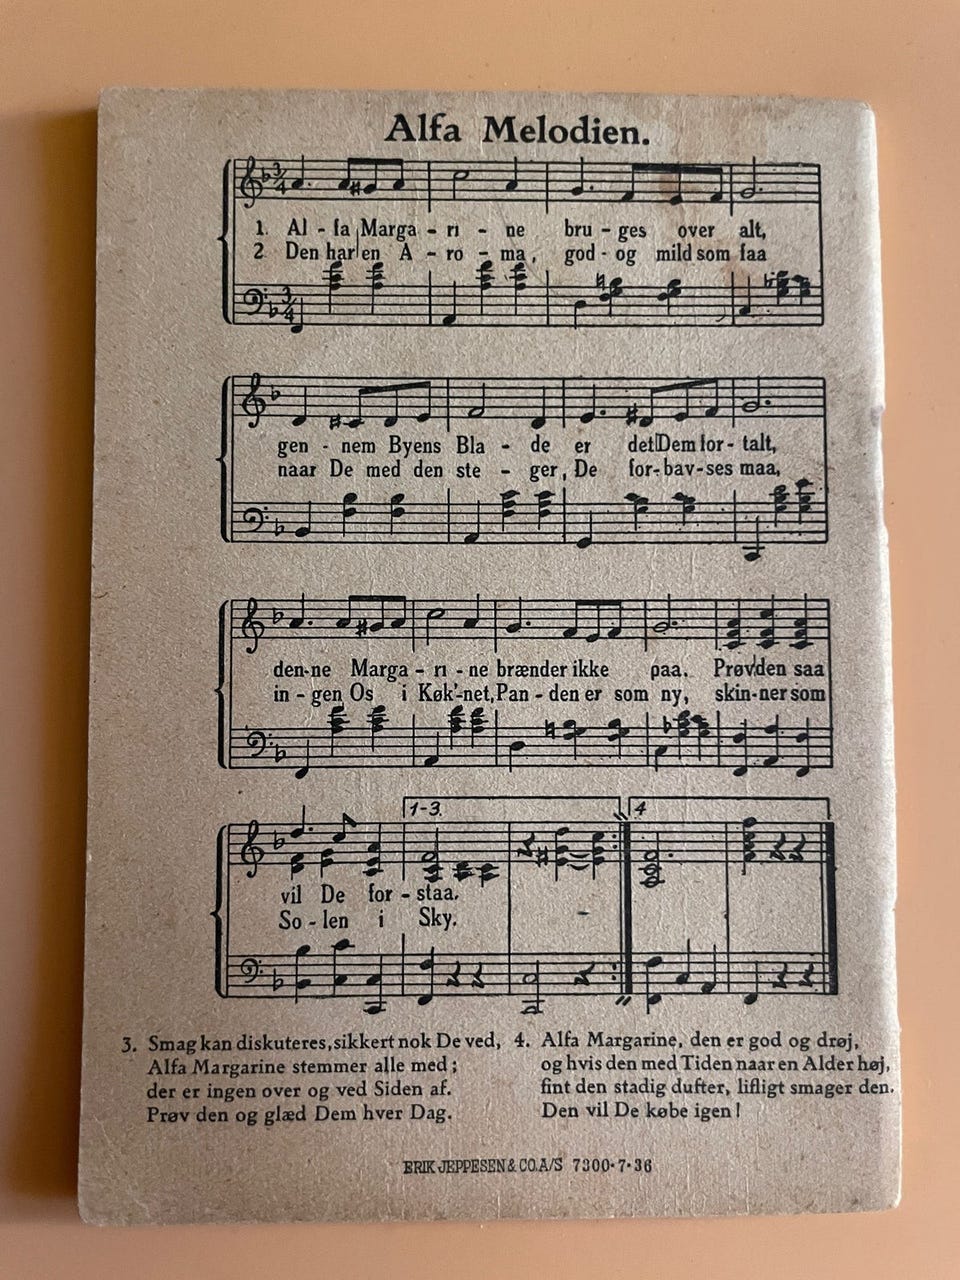 Alfa Melodien.
1. Al - fa Marga - ri - ne bru - ges over alt,
2 Den har en A - ro - ma, god - og mild som faa
gen - nem Byens Bla - de er det Dem for - talt,
naar De med den ste - ger, De for - bav - ses maa,
den - ne Marga - ri - ne brænder ikke paa. Prøv den saa
in - gen Os i Køk'-net, Pan - den er som ny, skin - ner som
1-3.
4
vil De for - staa.
So - len i Sky.
3. Smag kan diskuteres, sikkert nok De ved,
Alfa Margarine stemmer alle med;
der er ingen over og ved Siden af.
Prøv den og glæd Dem hver Dag.
4. Alfa Margarine, den er god og drøj,
og hvis den med Tiden naar en Alder høj,
fint den stadig dufter, lifligt smager den.
Den vil De købe igen!
ERIK JEPPESEN & CO. A/S 7300·7·36